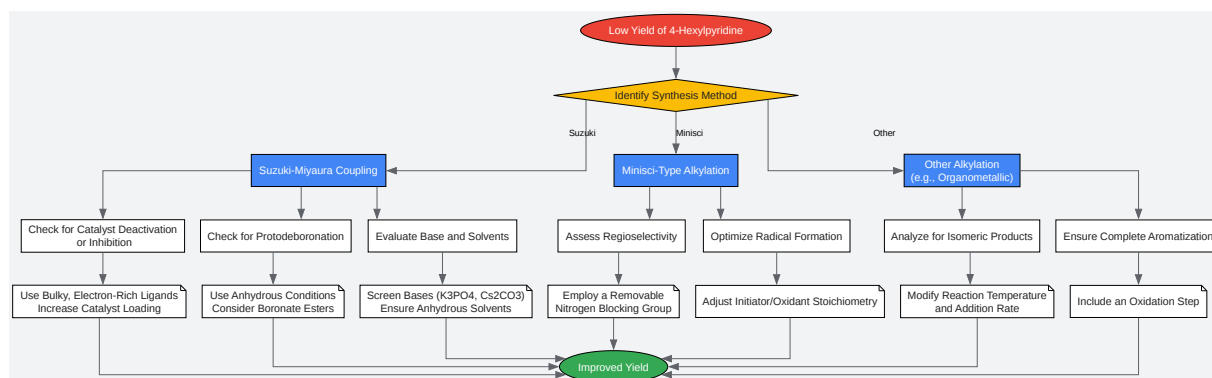 Low Yield of 4-Hexylpyridine
Identify Synthesis Method
Suzuki
Minisci
Other
Suzuki-Miyaura Coupling
Minisci-Type Alkylation
Other Alkylation
(e.g., Organometallic)
Check for Catalyst Deactivation
or Inhibition
Check for Protodeboronation
Evaluate Base and Solvents
Assess Regioselectivity
Optimize Radical Formation
Analyze for Isomeric Products
Ensure Complete Aromatization
Use Bulky, Electron-Rich Ligands
Increase Catalyst Loading
Use Anhydrous Conditions
Consider Boronate Esters
Screen Bases (K3PO4, Cs2CO3)
Ensure Anhydrous Solvents
Employ a Removable
Nitrogen Blocking Group
Adjust Initiator/Oxidant Stoichiometry
Modify Reaction Temperature
and Addition Rate
Include an Oxidation Step
Improved Yield